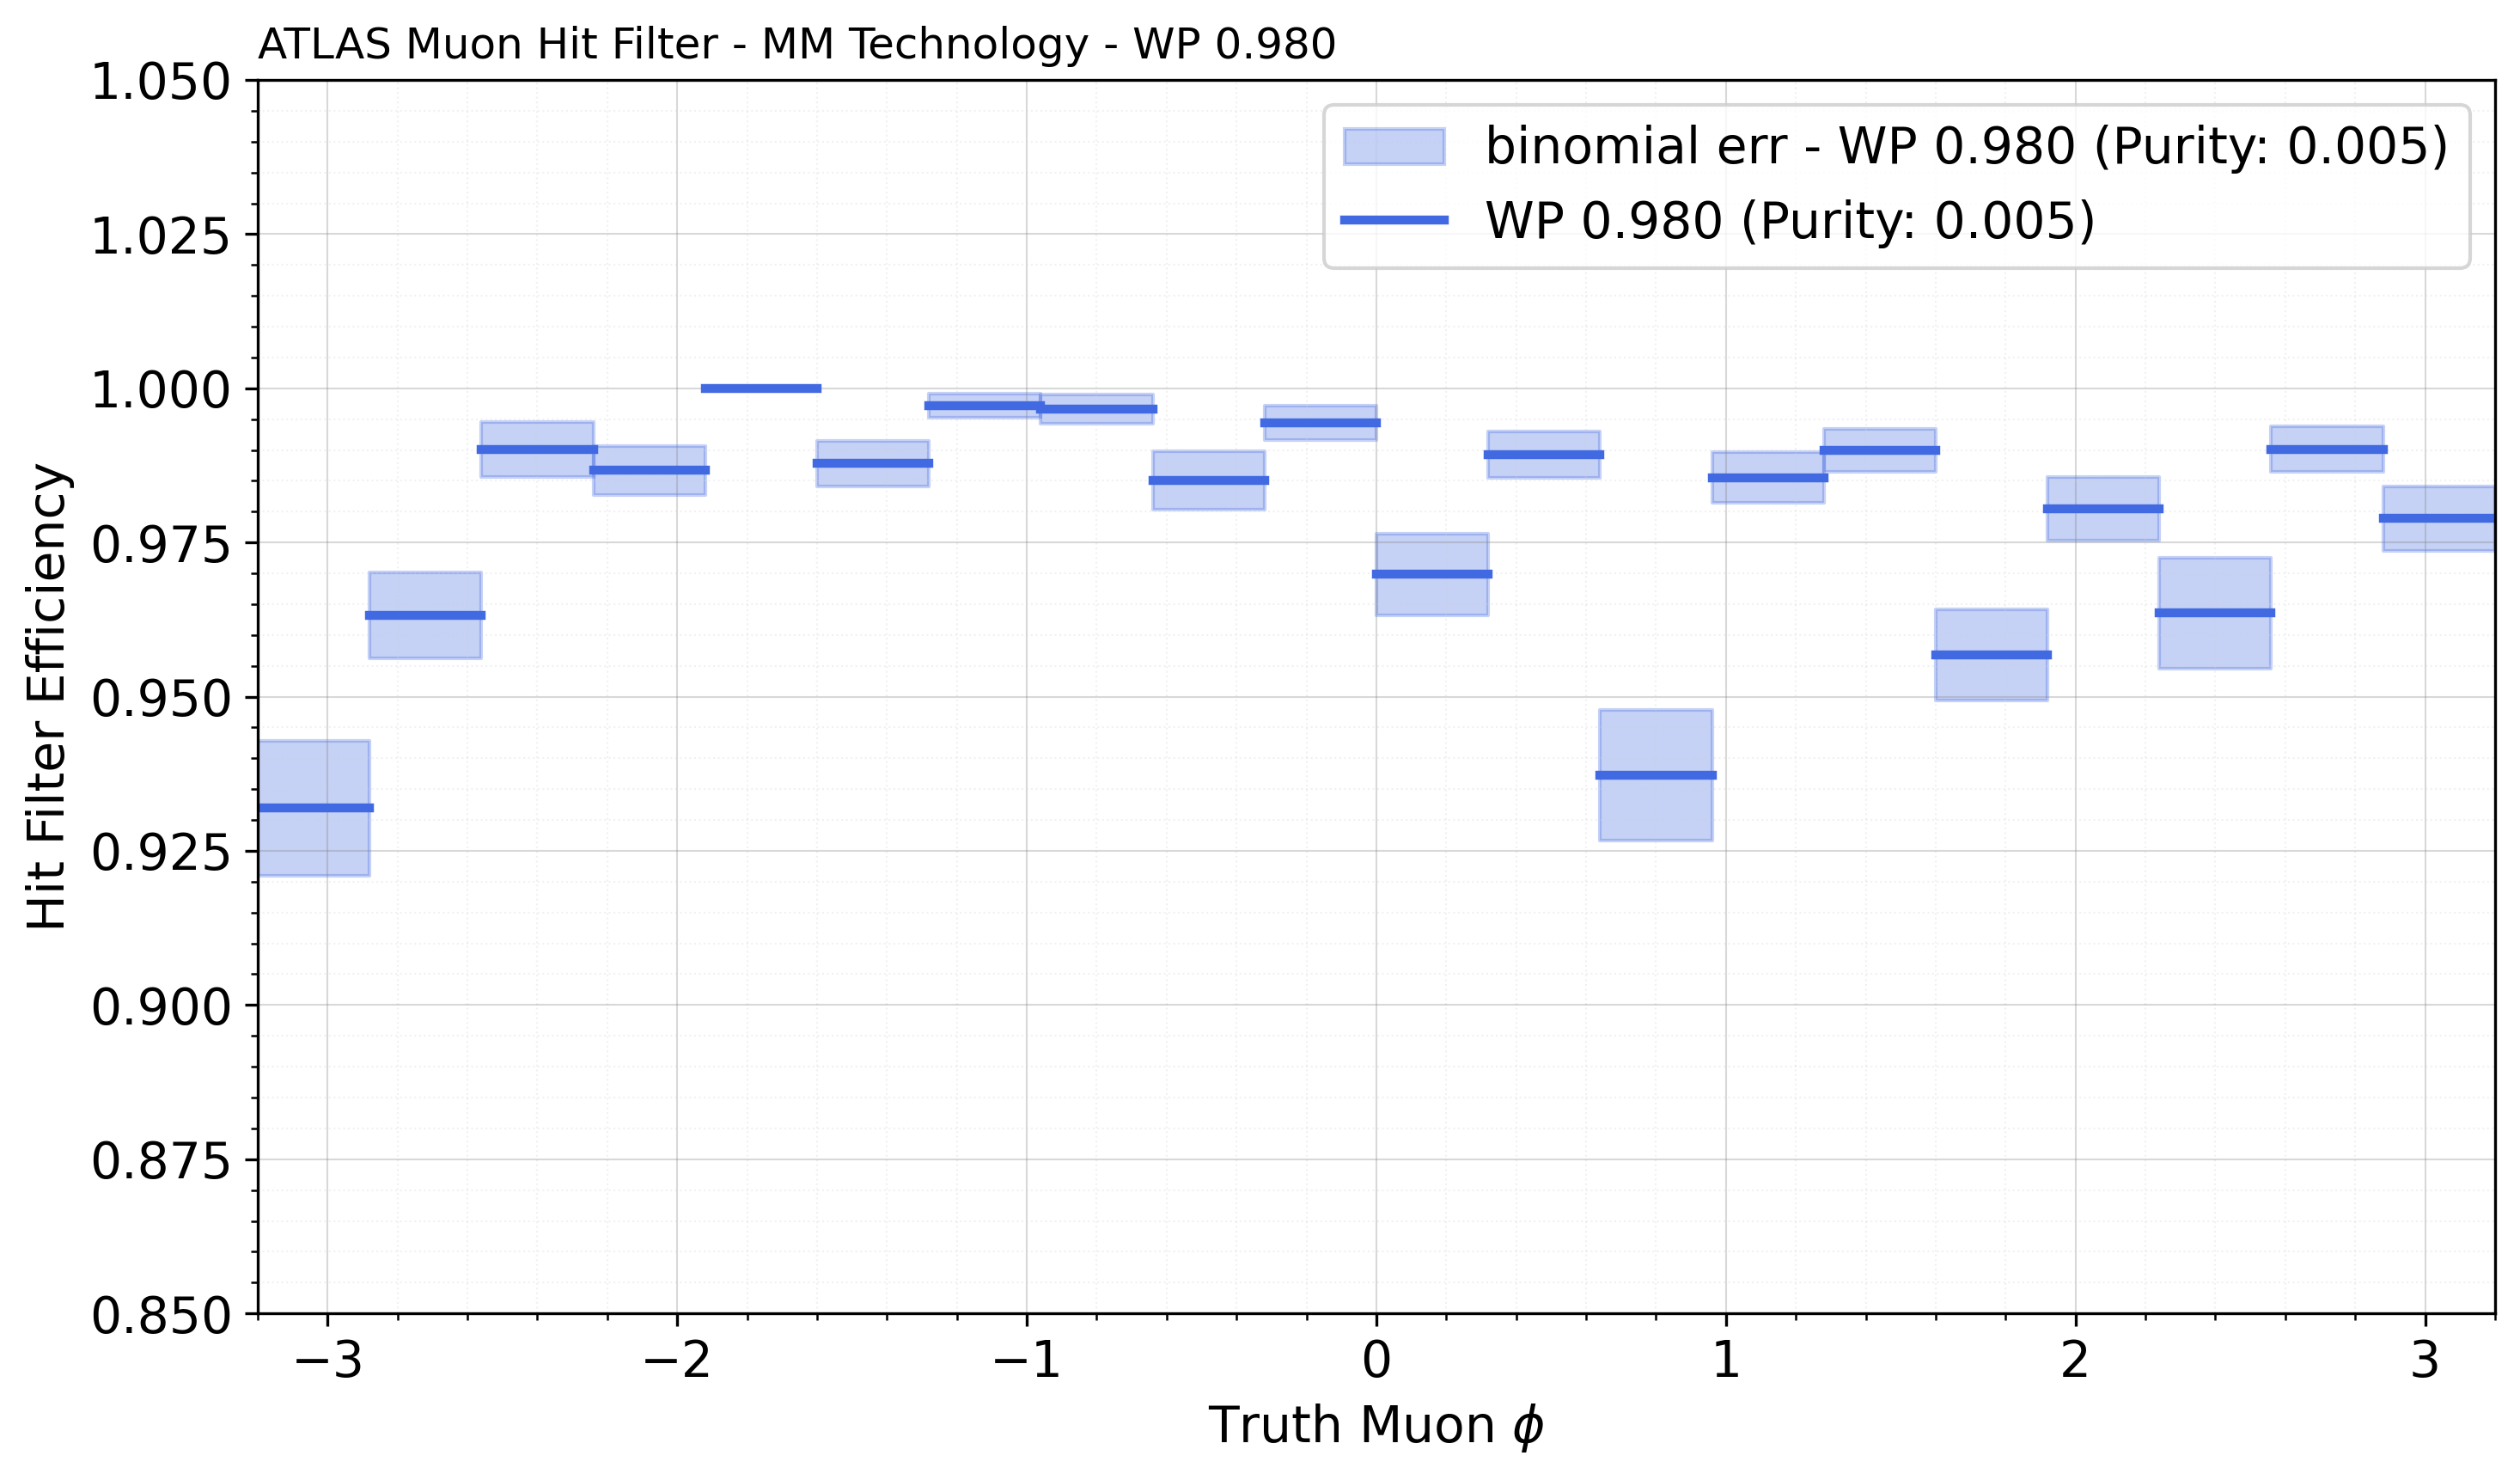 ATLAS Muon Hit Filter - MM Technology - WP 0.980
binomial err - WP 0.980 (Purity: 0.005)
WP 0.980 (Purity: 0.005)
Hit Filter Efficiency
1.050
1.025
1.000
0.975
0.950
0.925
0.900
0.875
0.850
−3 −2 −1 0 1 2 3
Truth Muon ϕ